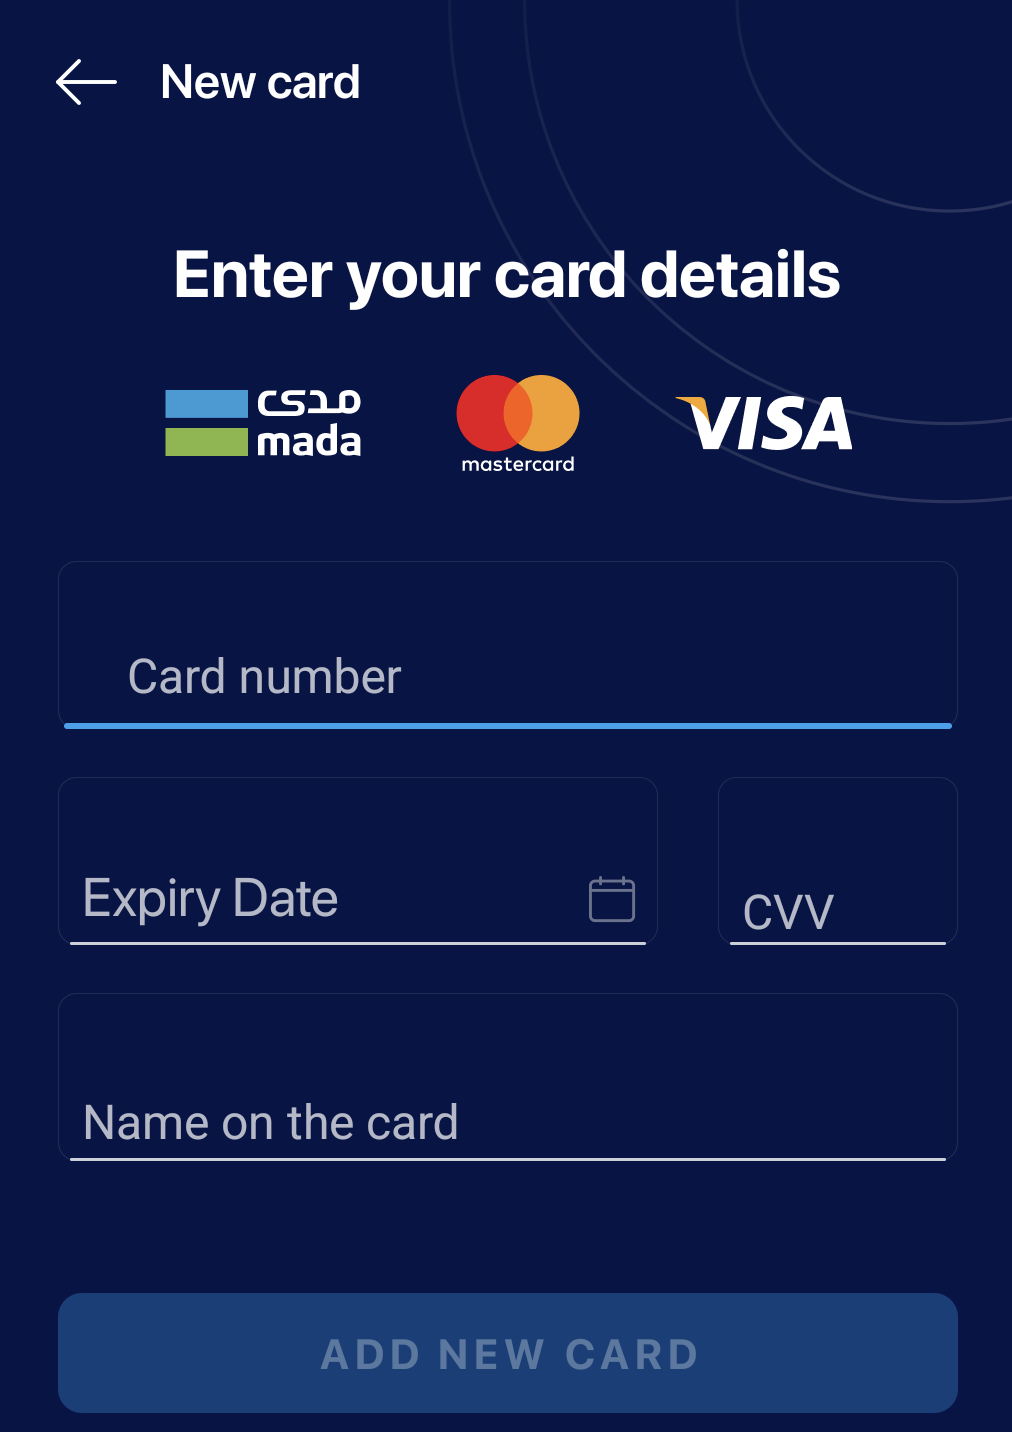 New card
Enter your card details
مدى
mada
mastercard
VISA
Card number
Expiry Date
CVV
Name on the card
ADD NEW CARD